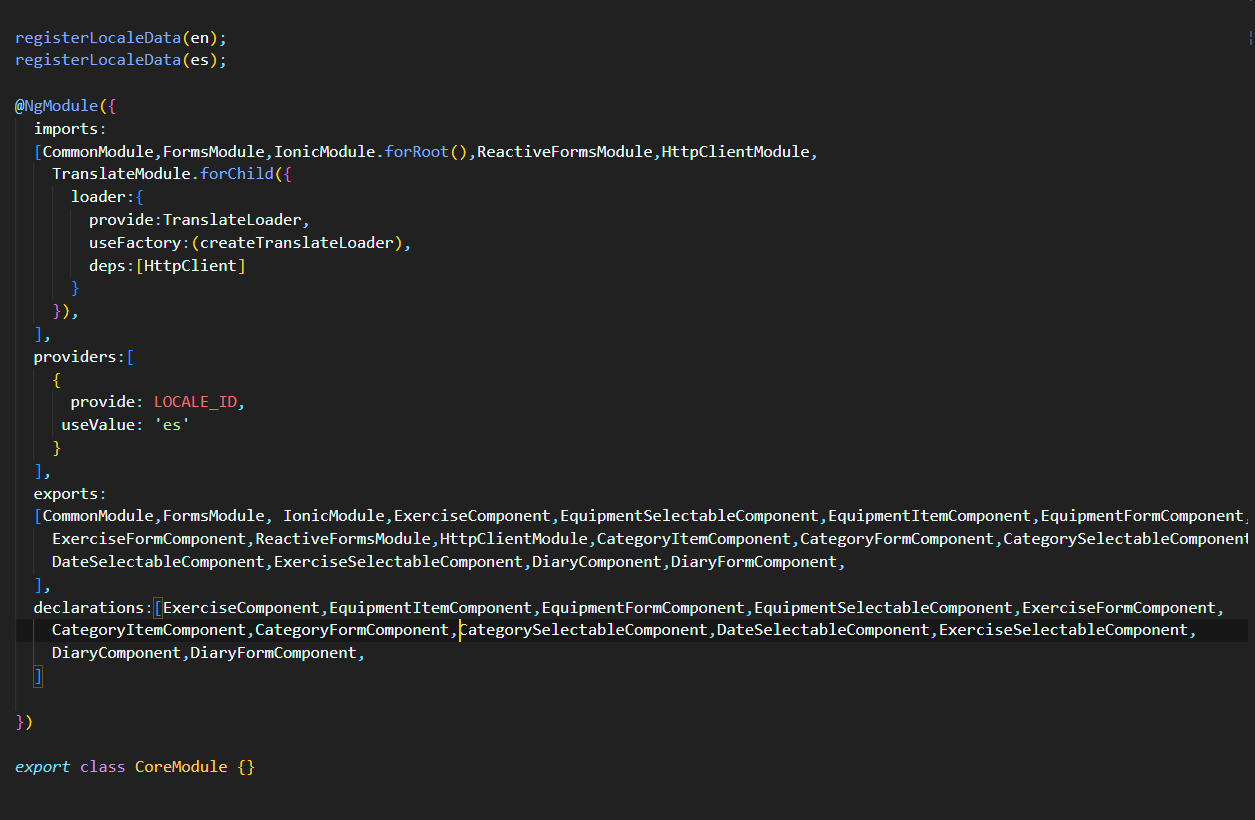 registerLocaleData(en);
registerLocaleData(es);
@NgModule({
imports:
[CommonModule,FormsModule,IonicModule.forRoot(),ReactiveFormsModule,HttpClientModule,
TranslateModule.forChild({
loader:{
provide:TranslateLoader,
useFactory:(createTranslateLoader),
deps:[HttpClient]
}
}),
],
providers:[
{
provide: LOCALE_ID,
useValue: 'es'
}
],
exports:
[CommonModule,FormsModule, IonicModule,ExerciseComponent,EquipmentSelectableComponent,EquipmentItemComponent,EquipmentFormComponent,
ExerciseFormComponent,ReactiveFormsModule,HttpClientModule,CategoryItemComponent,CategoryFormComponent,CategorySelectableComponent
DateSelectableComponent,ExerciseSelectableComponent,DiaryComponent,DiaryFormComponent,
],
declarations:[ExerciseComponent,EquipmentItemComponent,EquipmentFormComponent,EquipmentSelectableComponent,ExerciseFormComponent,
CategoryItemComponent,CategoryFormComponent,CategorySelectableComponent,DateSelectableComponent,ExerciseSelectableComponent,
DiaryComponent,DiaryFormComponent,
]
})
export class CoreModule {}